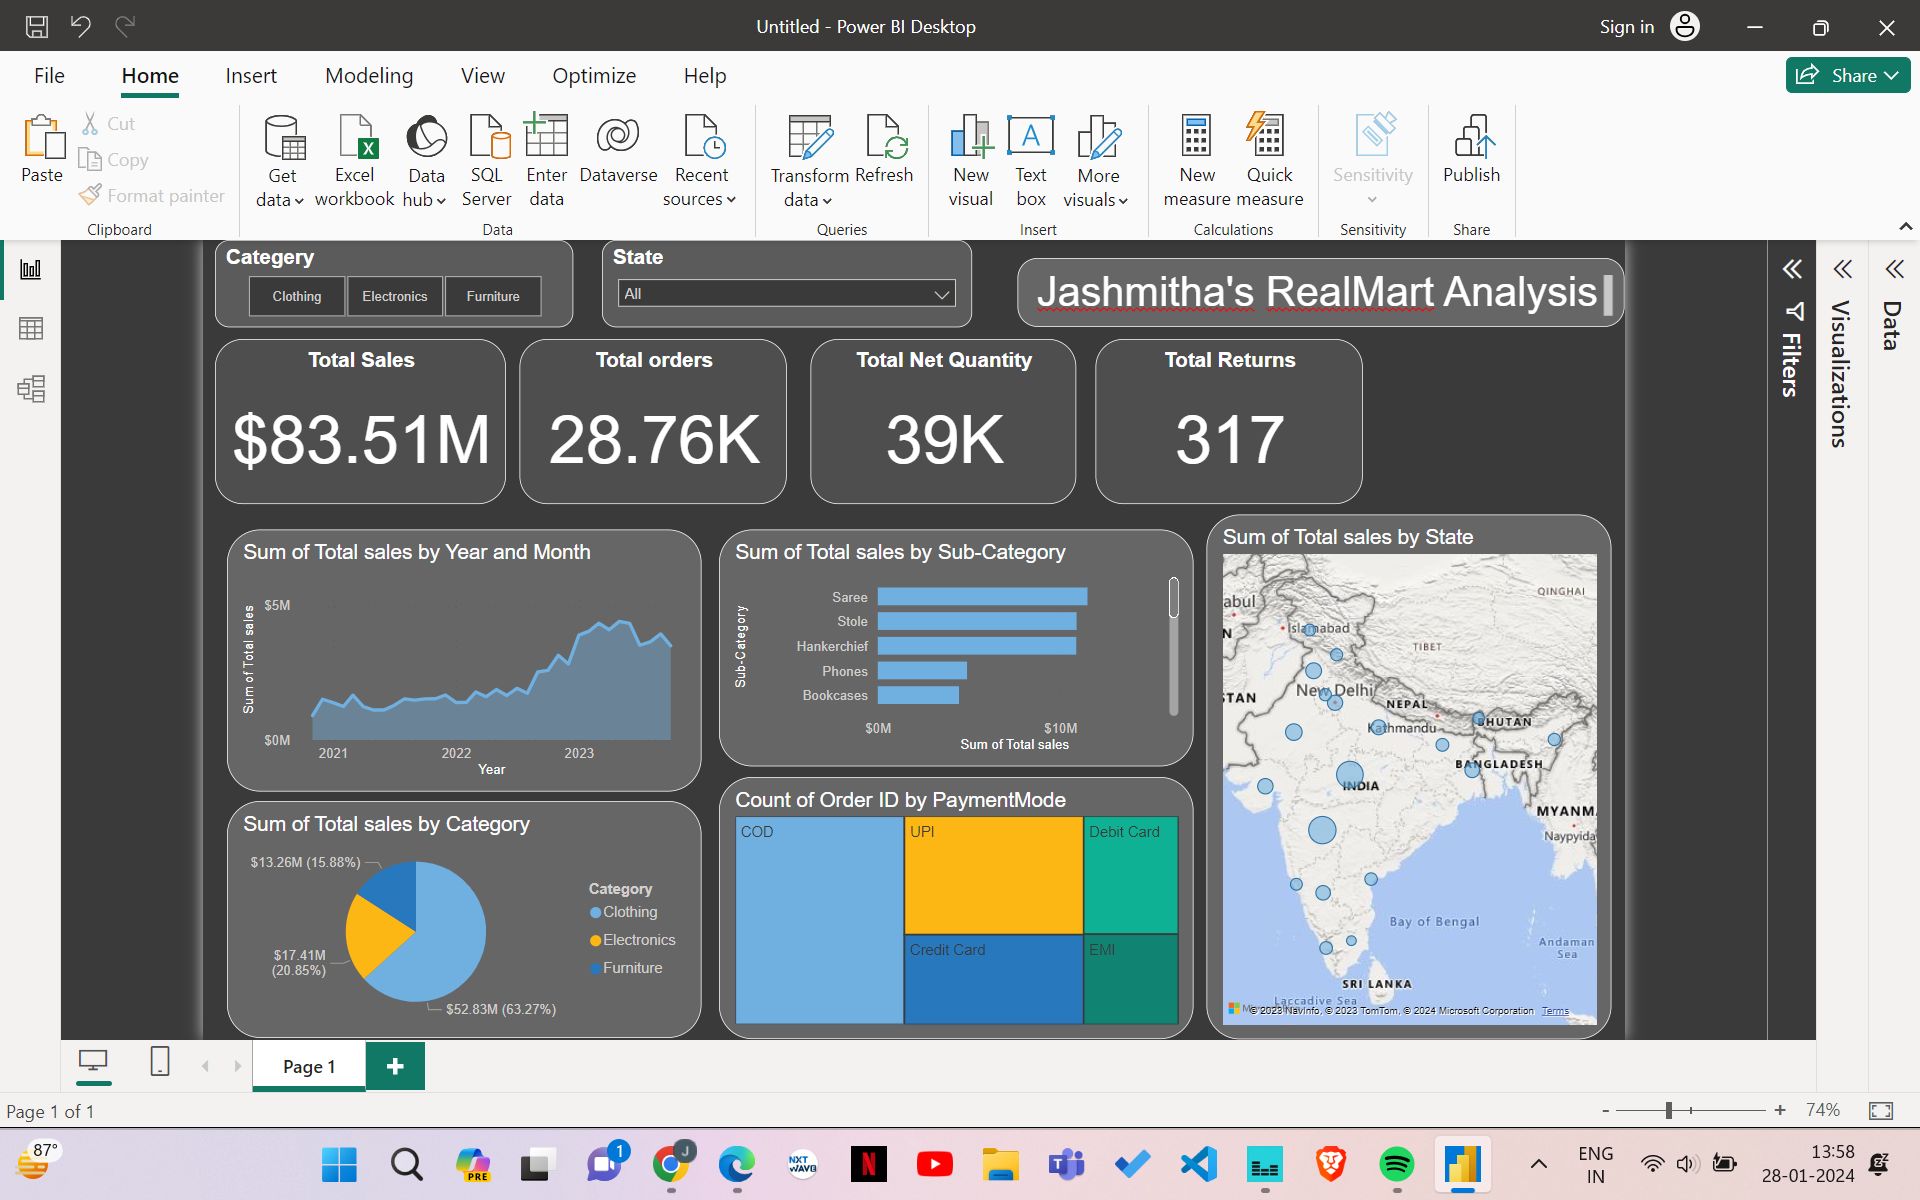 Untitled - Power BI Desktop
Sign in
File Home Insert Modeling View Optimize Help
Share
Paste
Cut
Copy
Format painter
Clipboard
Get data
Excel workbook
Data hub
SQL Server
Enter data
Dataverse
Recent sources
Data
Transform data
Refresh
Queries
New visual
Text box
More visuals
Insert
New measure
Quick measure
Calculations
Sensitivity
Sensitivity
Publish
Share
Categery
Clothing Electronics Furniture
State
All
Jashmitha's RealMart Analysis
Filters
Visualizations
Data
Total Sales
$83.51M
Total orders
28.76K
Total Net Quantity
39K
Total Returns
317
Sum of Total sales by Year and Month
Sum of Total sales
$5M
$0M
2021 2022 2023
Year
Sum of Total sales by Sub-Category
Sub-Category
Saree
Stole
Hankerchief
Phones
Bookcases
$0M $10M
Sum of Total sales
Sum of Total sales by State
QINGHAI
abul
Islamabad
N
TIBET
New Delhi
STAN
NEPAL
Kathmandu
BHUTAN
BANGLADESH
INDIA
MYANM
Naypyida
Bay of Bengal
Andaman
Sea
SRI LANKA
Laccadive Sea
© 2023 NavInfo, © 2023 TomTom, © 2024 Microsoft Corporation Terms
Sum of Total sales by Category
$13.26M (15.88%)
$17.41M
(20.85%)
$52.83M (63.27%)
Category
Clothing
Electronics
Furniture
Count of Order ID by PaymentMode
COD
UPI
Debit Card
Credit Card
EMI
Page 1
+
Page 1 of 1
- + 74%
87°
PRE
1
J
NXT
WAVE
N
ENG
IN
13:58
28-01-2024